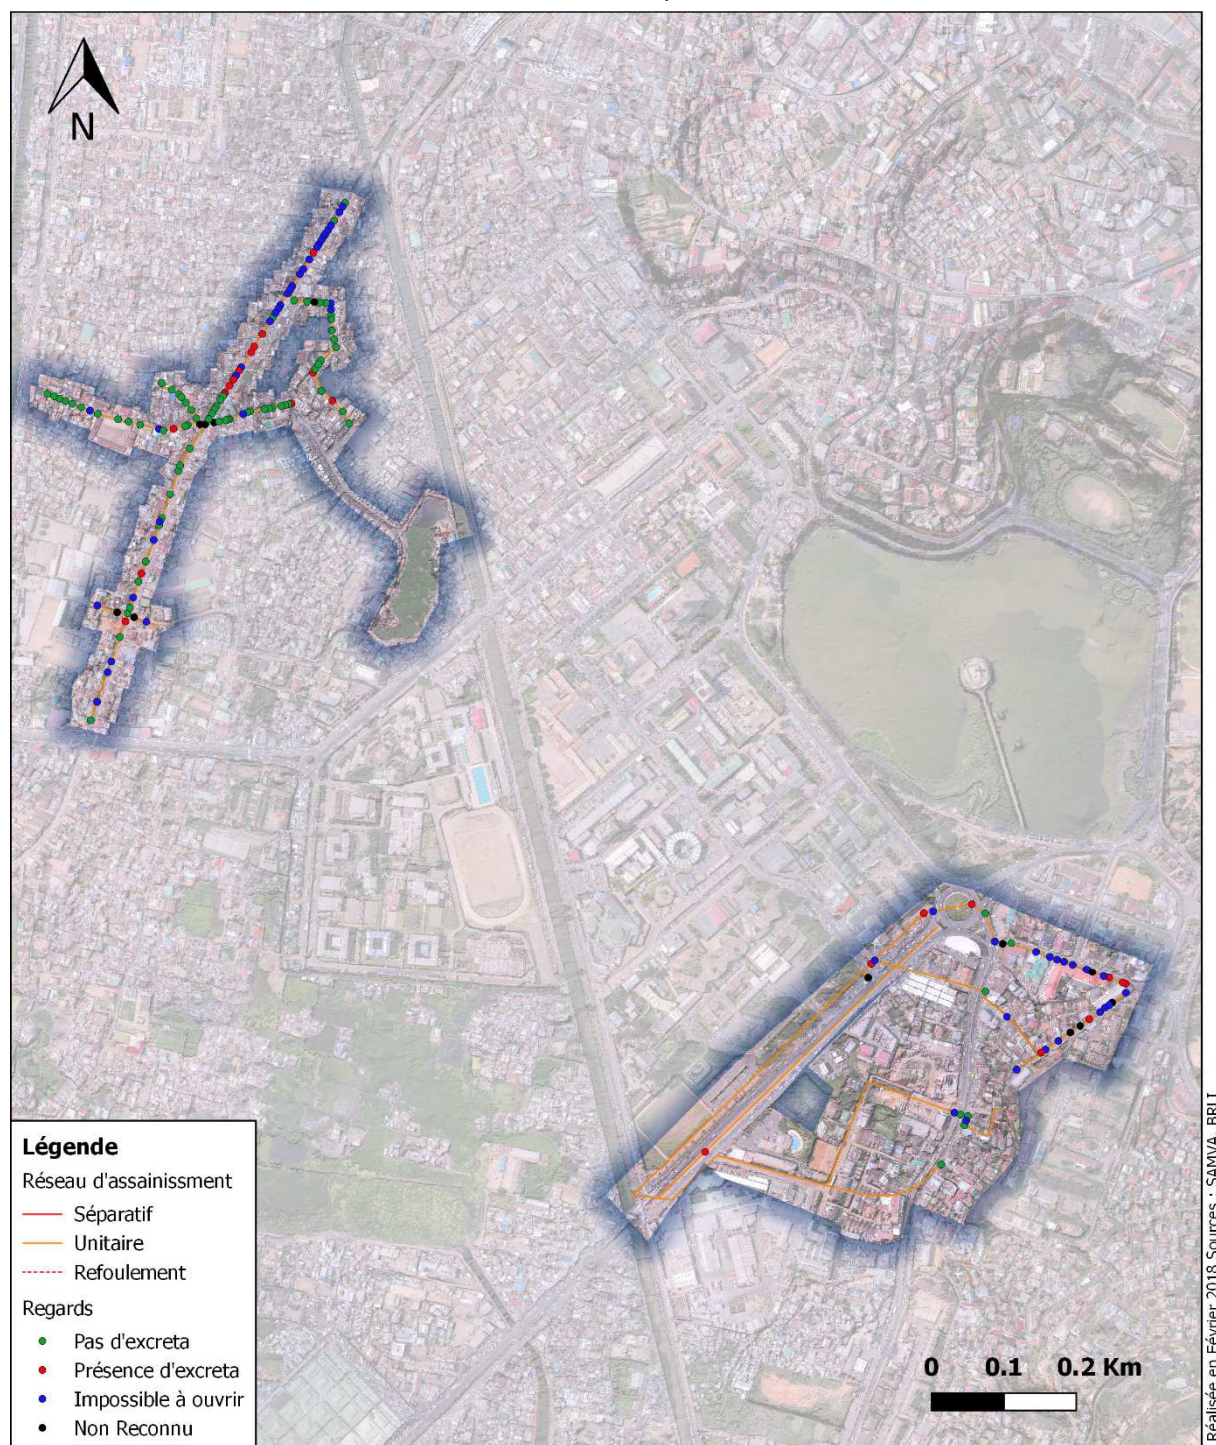 N
Légende
Réseau d'assainissment
Séparatif
Unitaire
Refoulement
Regards
Pas d'excreta
Présence d'excreta
Impossible à ouvrir
Non Reconnu
0 0.1 0.2 Km
Réalisée en Février 2018 Sources : SAMVA, BRLI